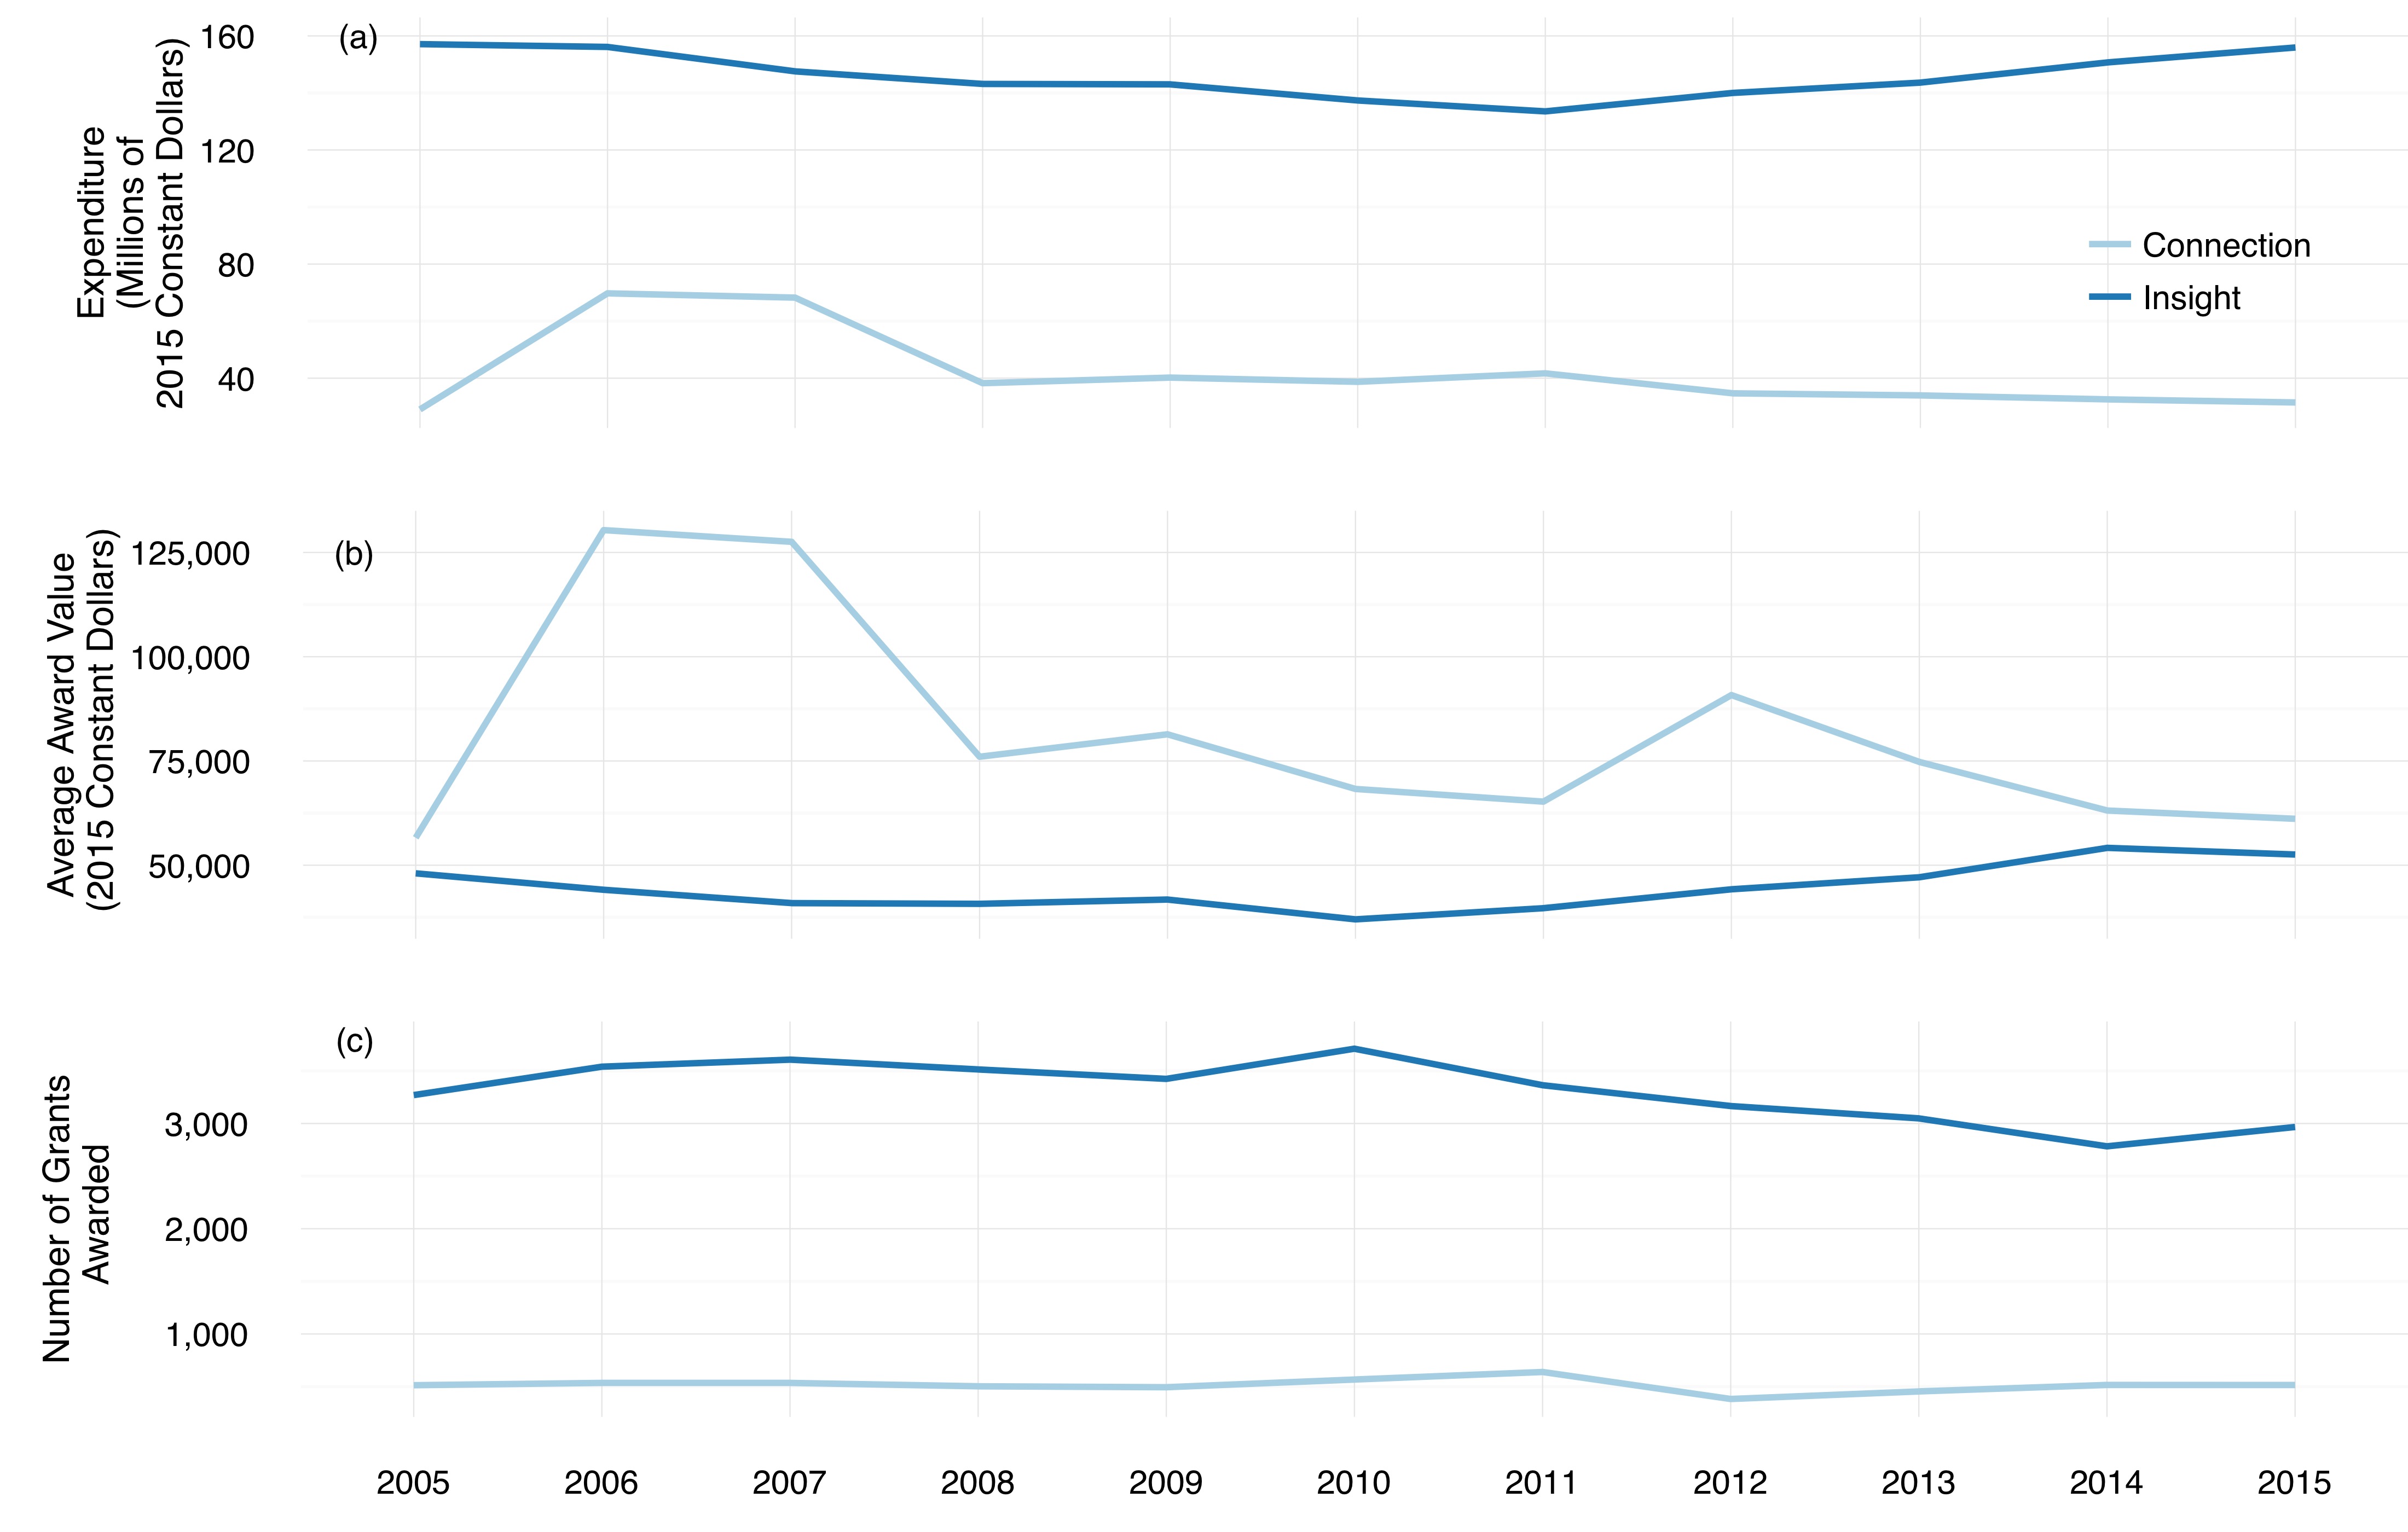 (a)
Expenditure
(Millions of
2015 Constant Dollars)
160
120
80
40
Connection
Insight
(b)
Average Award Value
(2015 Constant Dollars)
125,000
100,000
75,000
50,000
(c)
Number of Grants
Awarded
3,000
2,000
1,000
2005 2006 2007 2008 2009 2010 2011 2012 2013 2014 2015